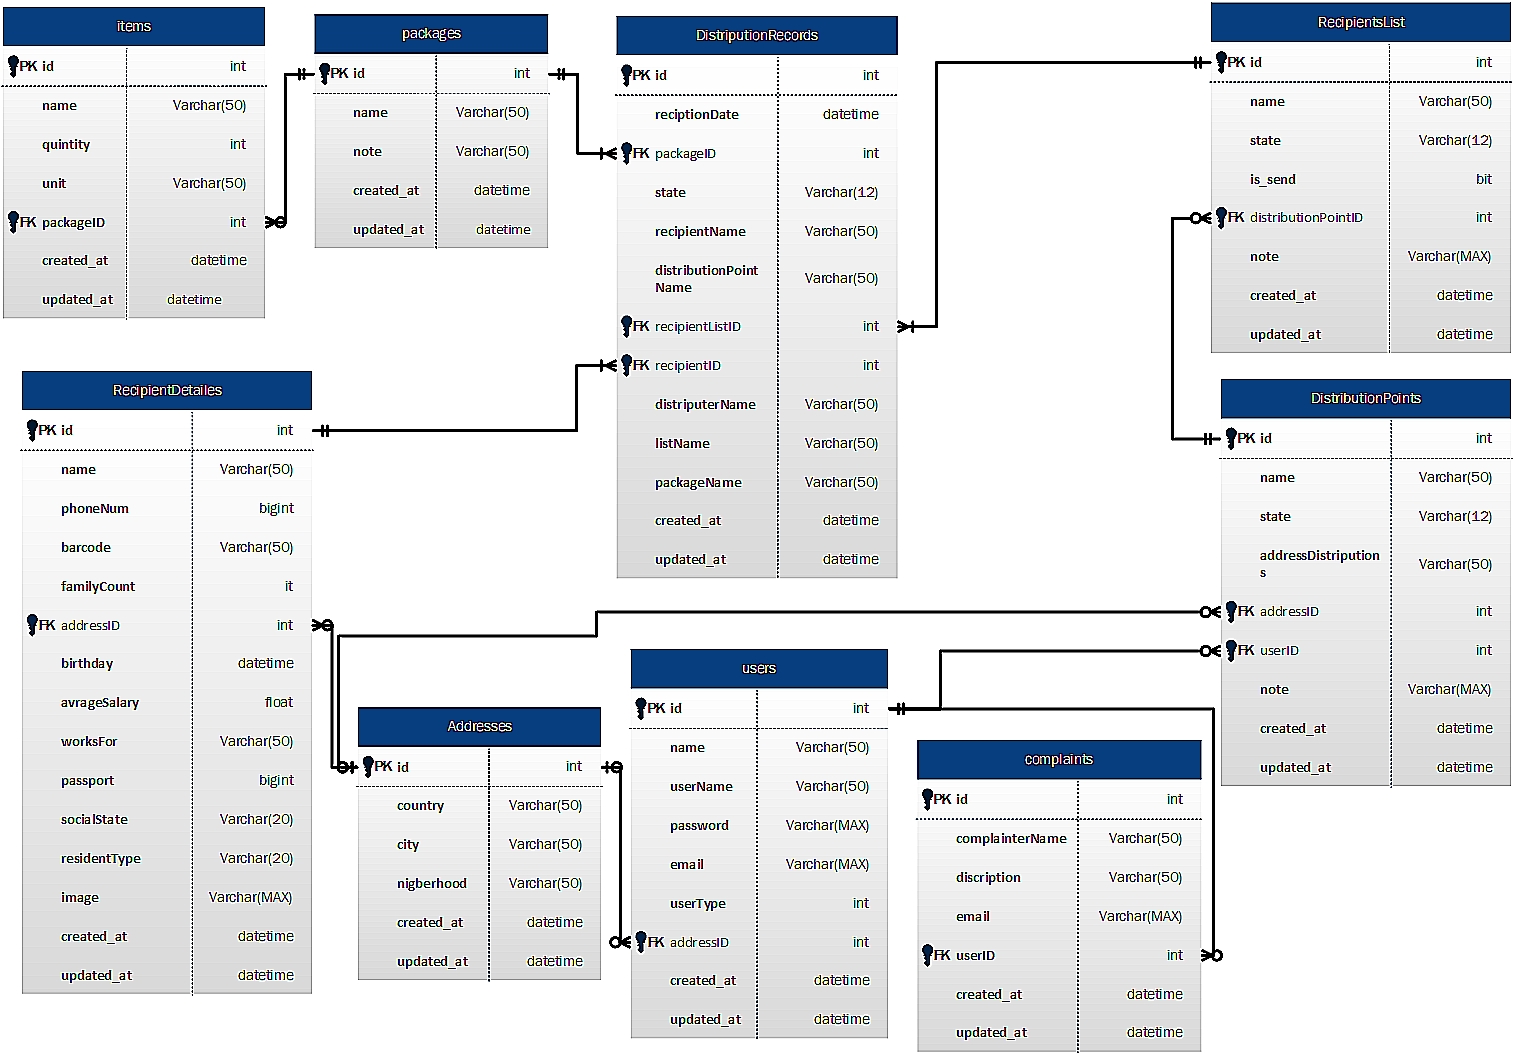 items
PK id int
name Varchar(50)
quintity int
unit Varchar(50)
FK packageID int
created_at datetime
updated_at datetime
packages
PK id int
name Varchar(50)
note Varchar(50)
created_at datetime
updated_at datetime
DistriputionRecords
PK id int
reciptionDate datetime
FK packageID int
state Varchar(12)
recipientName Varchar(50)
distributionPoint
Name Varchar(50)
FK recipientListID int
FK recipientID int
distriputerName Varchar(50)
listName Varchar(50)
packageName Varchar(50)
created_at datetime
updated_at datetime
RecipientsList
PK id int
name Varchar(50)
state Varchar(12)
is_send bit
FK distributionPointID int
note Varchar(MAX)
created_at datetime
updated_at datetime
RecipientDetailes
PK id int
name Varchar(50)
phoneNum bigint
barcode Varchar(50)
familyCount it
FK addressID int
birthday datetime
avrageSalary float
worksFor Varchar(50)
passport bigint
socialState Varchar(20)
residentType Varchar(20)
image Varchar(MAX)
created_at datetime
updated_at datetime
DistributionPoints
PK id int
name Varchar(50)
state Varchar(12)
addressDistripution
s Varchar(50)
FK addressID int
FK userID int
note Varchar(MAX)
created_at datetime
updated_at datetime
Addresses
PK id int
country Varchar(50)
city Varchar(50)
nigberhood Varchar(50)
created_at datetime
updated_at datetime
users
PK id int
name Varchar(50)
userName Varchar(50)
password Varchar(MAX)
email Varchar(MAX)
userType int
FK addressID int
created_at datetime
updated_at datetime
complaints
PK id int
complainterName Varchar(50)
discription Varchar(50)
email Varchar(MAX)
FK userID int
created_at datetime
updated_at datetime